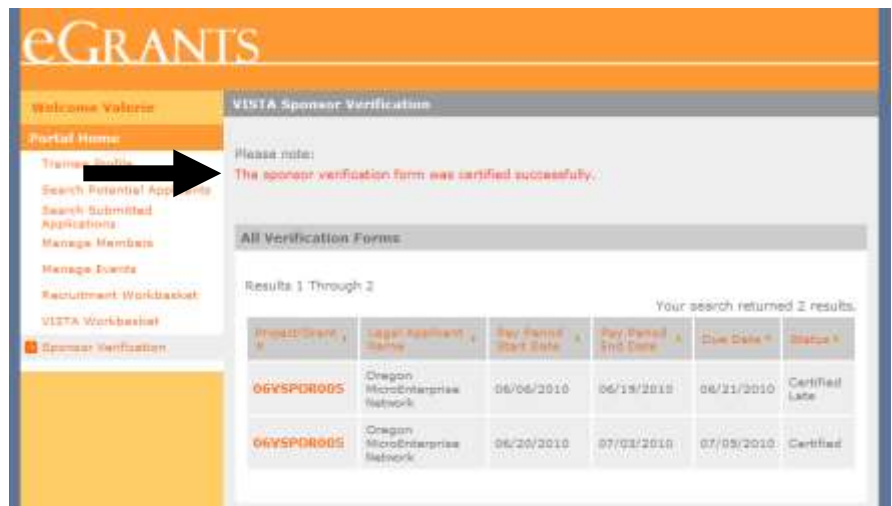 eGRANTS
Welcome Valerie
VISTA Sponsor Verification
Portal Home
Please note:
The sponsor verification form was certified successfully.
Trainee Profile
Search Potential Applicants
Search Submitted
Applications
Manage Members
Manage Events
Recruitment Workbasket
VISTA Workbasket
Sponsor Verification
All Verification Forms
Results 1 Through 2
Your search returned 2 results.
Project/Grant # Legal Applicant Name Pay Period Start Date Pay Period End Date Due Date Status
06VSPOR005 Oregon MicroEnterprise Network 06/06/2010 06/19/2010 06/21/2010 Certified Late
06VSPOR005 Oregon MicroEnterprise Network 06/20/2010 07/03/2010 07/05/2010 Certified